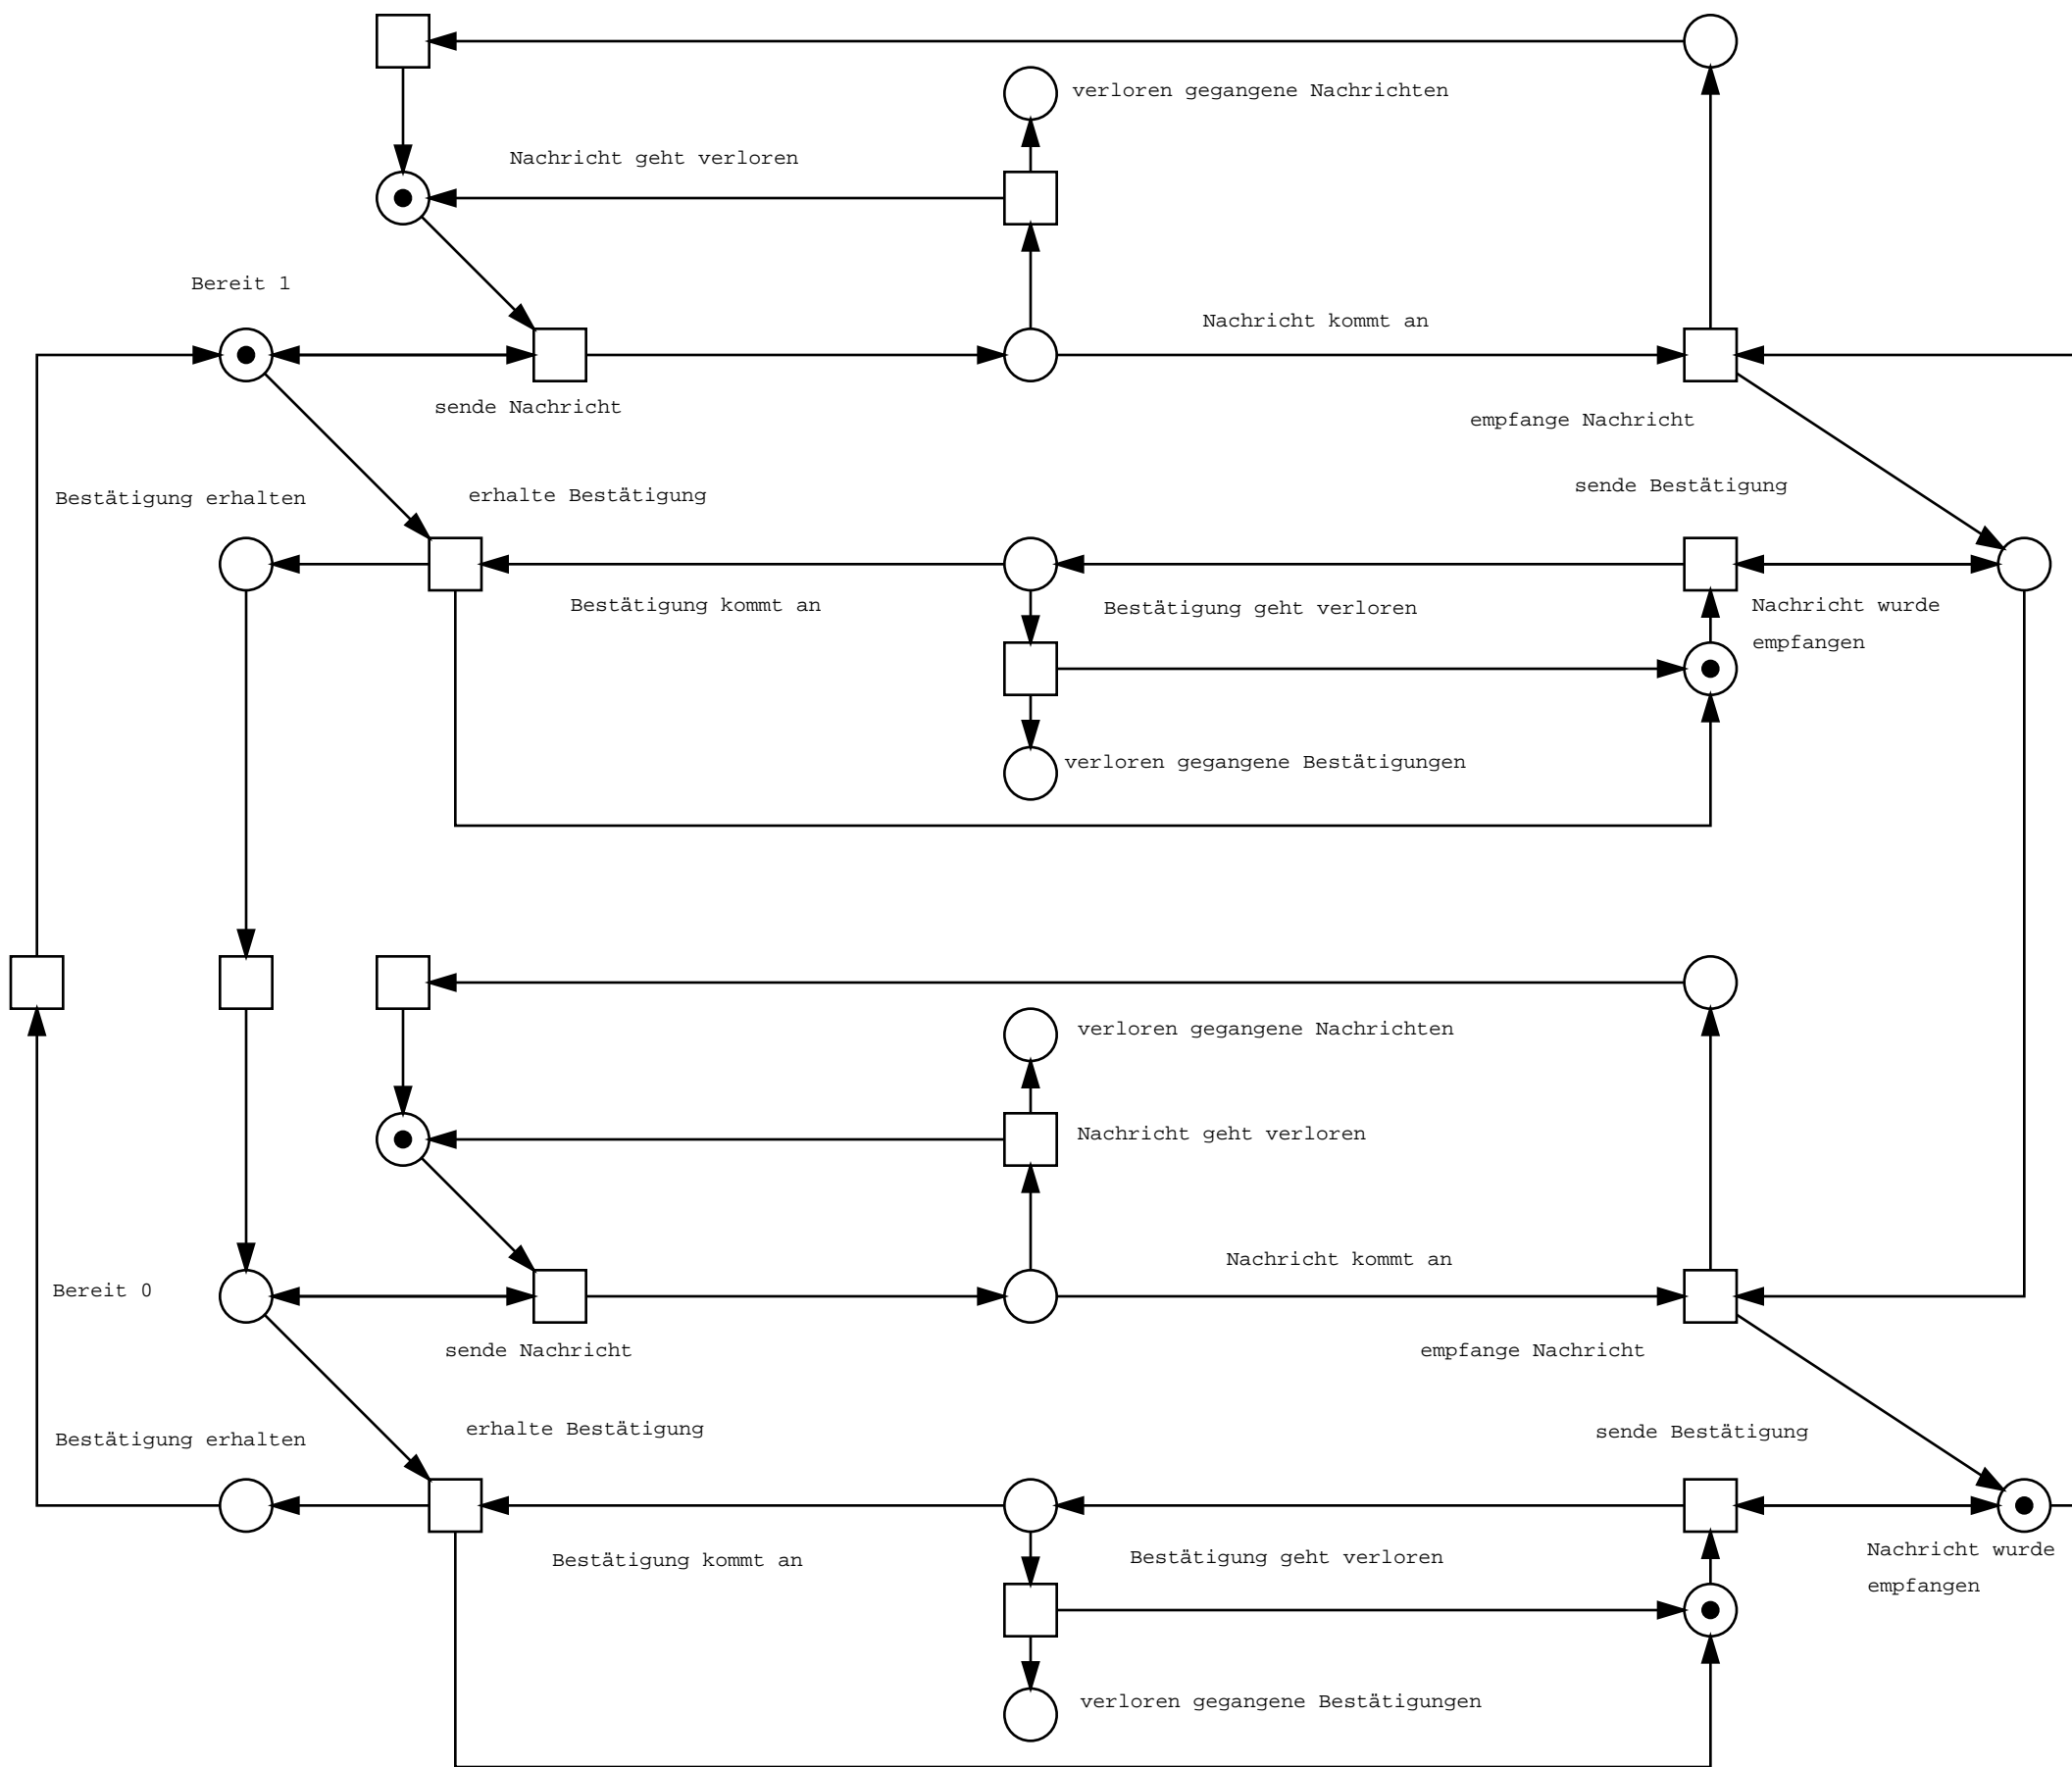 verloren gegangene Nachrichten
Nachricht geht verloren
Bereit 1
Nachricht kommt an
sende Nachricht
empfange Nachricht
sende Bestätigung
Bestätigung erhalten
erhalte Bestätigung
Bestätigung kommt an
Bestätigung geht verloren
Nachricht wurde
empfangen
verloren gegangene Bestätigungen
verloren gegangene Nachrichten
Nachricht geht verloren
Nachricht kommt an
Bereit 0
sende Nachricht
empfange Nachricht
erhalte Bestätigung
sende Bestätigung
Bestätigung erhalten
Bestätigung kommt an
Bestätigung geht verloren
Nachricht wurde
empfangen
verloren gegangene Bestätigungen